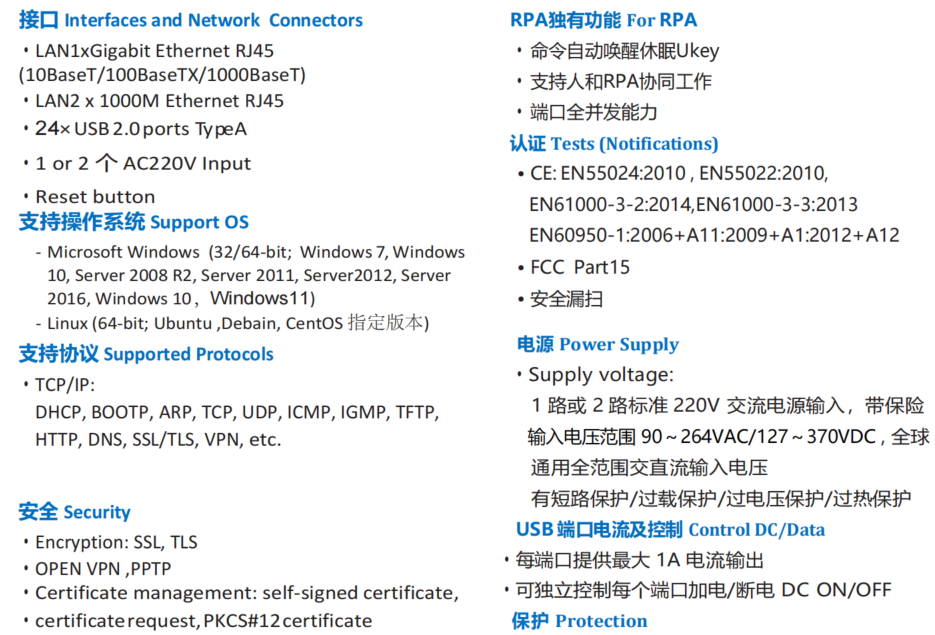 接口 Interfaces and Network Connectors
• LAN1xGigabit Ethernet RJ45
(10BaseT/100BaseTX/1000BaseT)
• LAN2 x 1000M Ethernet RJ45
• 24× USB 2.0 ports TypeA
• 1 or 2 个 AC220V Input
• Reset button
支持操作系统 Support OS
- Microsoft Windows (32/64-bit; Windows 7, Windows
10, Server 2008 R2, Server 2011, Server2012, Server
2016, Windows 10，Windows11)
- Linux (64-bit; Ubuntu ,Debain, CentOS 指定版本)
支持协议 Supported Protocols
• TCP/IP:
DHCP, BOOTP, ARP, TCP, UDP, ICMP, IGMP, TFTP,
HTTP, DNS, SSL/TLS, VPN, etc.
安全 Security
• Encryption: SSL, TLS
• OPEN VPN ,PPTP
• Certificate management: self-signed certificate,
• certificate request, PKCS#12 certificate
RPA独有功能 For RPA
• 命令自动唤醒休眠Ukey
• 支持人和RPA协同工作
• 端口全并发能力
认证 Tests (Notifications)
• CE: EN55024:2010 , EN55022:2010,
EN61000-3-2:2014,EN61000-3-3:2013
EN60950-1:2006+A11:2009+A1:2012+A12
• FCC Part15
• 安全漏扫
电源 Power Supply
• Supply voltage:
1 路或 2 路标准 220V 交流电源输入，带保险
输入电压范围 90～264VAC/127～370VDC , 全球
通用全范围交直流输入电压
有短路保护/过载保护/过电压保护/过热保护
USB 端口电流及控制 Control DC/Data
• 每端口提供最大 1A 电流输出
• 可独立控制每个端口加电/断电 DC ON/OFF
保护 Protection